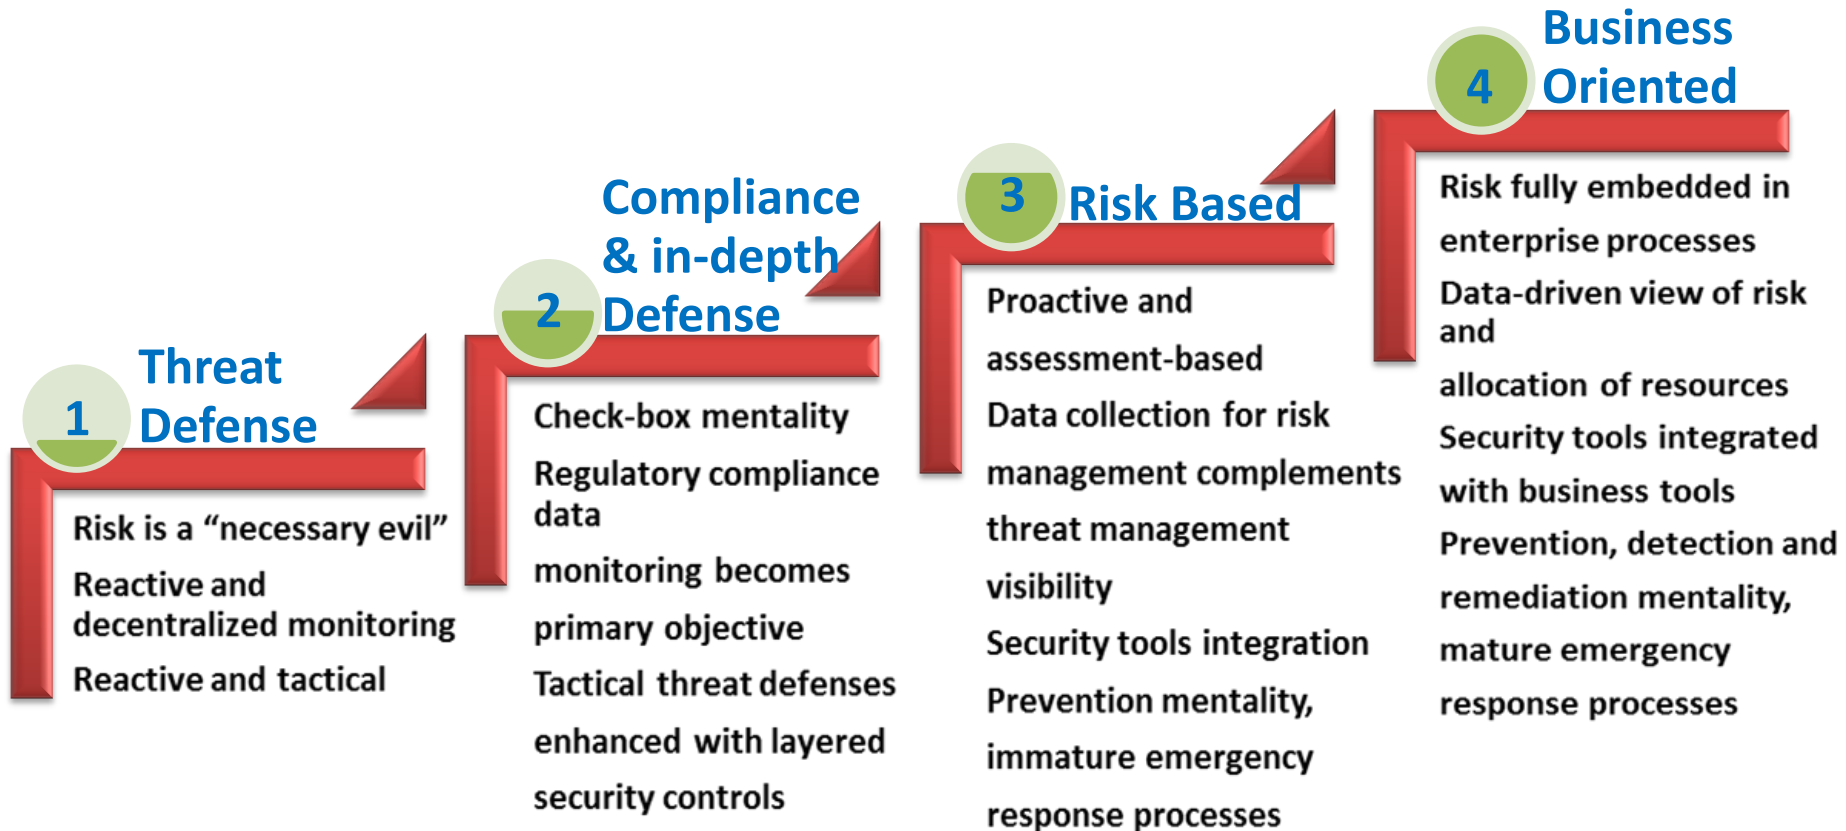 1
Threat
Defense
Risk is a “necessary evil”
Reactive and
decentralized monitoring
Reactive and tactical
2
Compliance
& in-depth
Defense
Check-box mentality
Regulatory compliance
data
monitoring becomes
primary objective
Tactical threat defenses
enhanced with layered
security controls
3
Risk Based
Proactive and
assessment-based
Data collection for risk
management complements
threat management
visibility
Security tools integration
Prevention mentality,
immature emergency
response processes
4
Business
Oriented
Risk fully embedded in
enterprise processes
Data-driven view of risk
and
allocation of resources
Security tools integrated
with business tools
Prevention, detection and
remediation mentality,
mature emergency
response processes